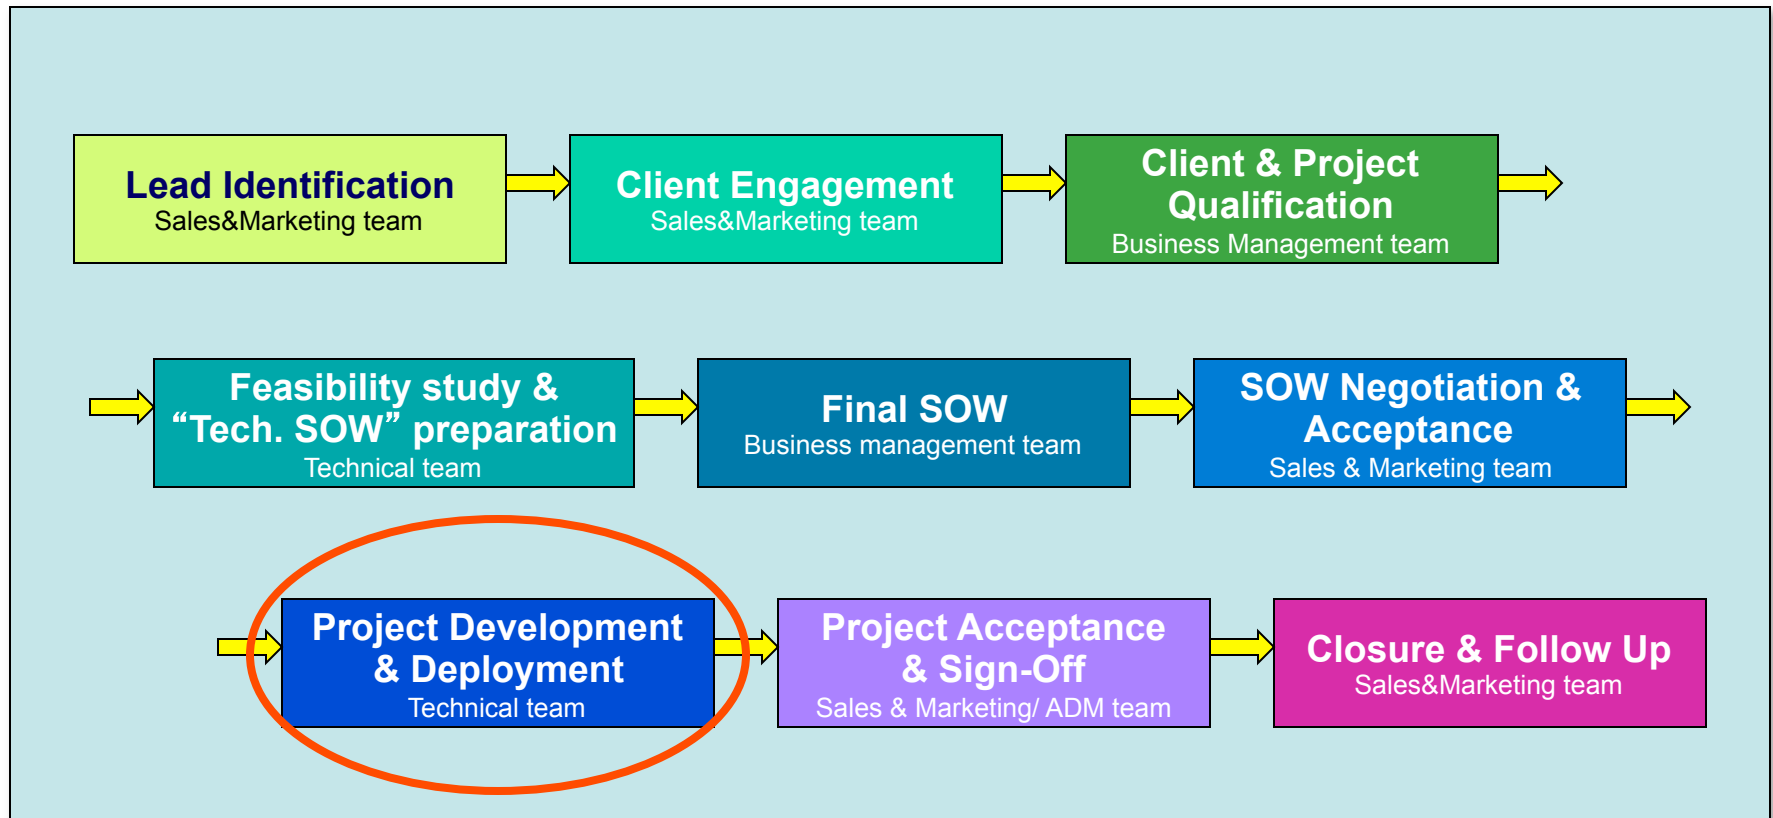 Lead Identification
Sales&Marketing team
Client Engagement
Sales&Marketing team
Client & Project
Qualification
Business Management team
Feasibility study &
“Tech. SOW” preparation
Technical team
Final SOW
Business management team
SOW Negotiation &
Acceptance
Sales & Marketing team
Project Development
& Deployment
Technical team
Project Acceptance
& Sign-Off
Sales & Marketing/ ADM team
Closure & Follow Up
Sales&Marketing team